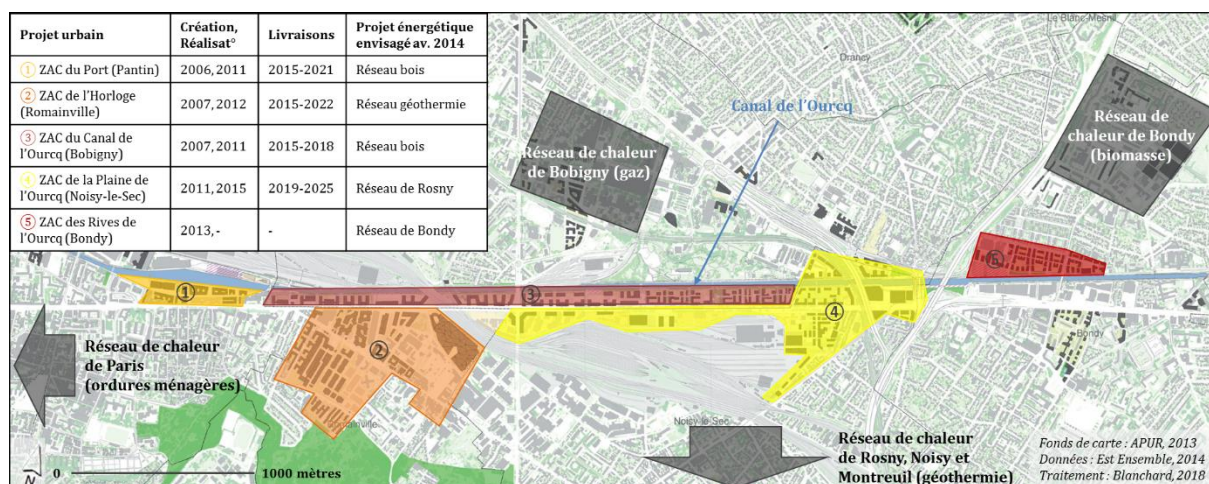 Projet urbain
Création,
Réalisat°
Livraisons
Projet énergétique
envisagé av. 2014
① ZAC du Port (Pantin)
2006, 2011
2015-2021
Réseau bois
② ZAC de l'Horloge
(Romainville)
2007, 2012
2015-2022
Réseau géothermie
③ ZAC du Canal de
l'Ourcq (Bobigny)
2007, 2011
2015-2018
Réseau bois
④ ZAC de la Plaine de
l'Ourcq (Noisy-le-Sec)
2011, 2015
2019-2025
Réseau de Rosny
⑤ ZAC des Rives de
l'Ourcq (Bondy)
2013, -
-
Réseau de Bondy
Le Blanc-Mesnil
Drancy
Canal de l'Ourcq
Réseau de chaleur
de Bobigny (gaz)
Réseau de
chaleur de Bondy
(biomasse)
①
②
③
④
⑤
Bondy
Réseau de chaleur
de Paris
(ordures ménagères)
Noisy-le-Sec
Réseau de chaleur
de Rosny, Noisy et
Montreuil (géothermie)
N
0
1000 mètres
Fonds de carte : APUR, 2013
Données : Est Ensemble, 2014
Traitement : Blanchard, 2018